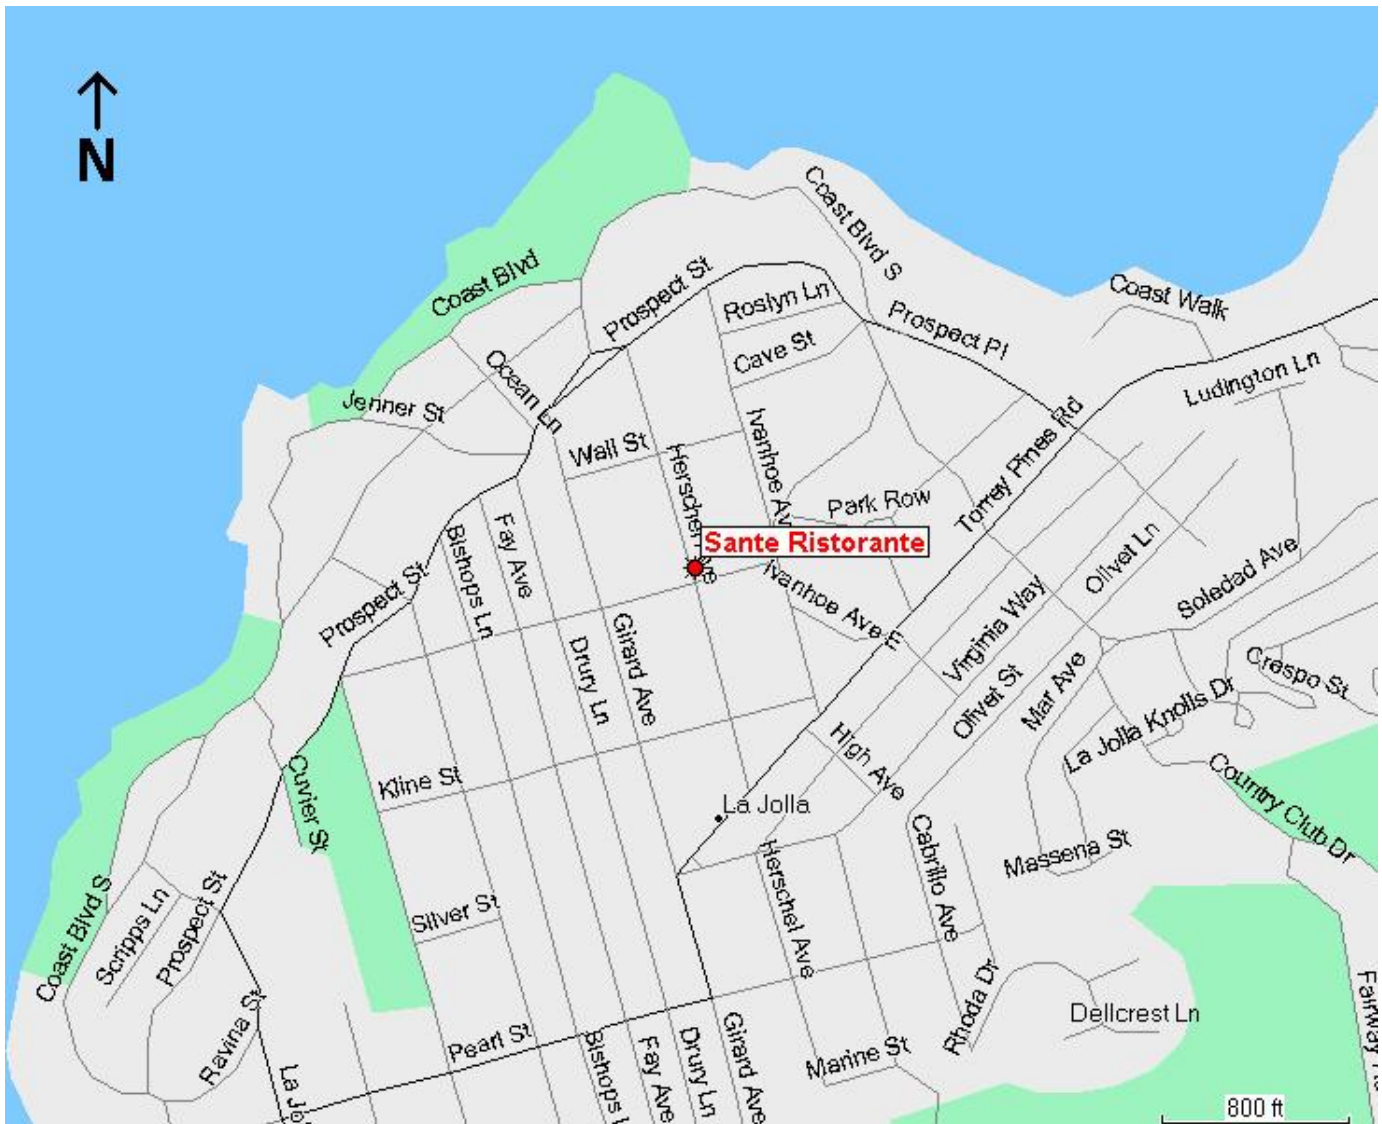 N
Coast Blvd
Prospect St
Coast Blvd S
Roslyn Ln
Cave St
Prospect Pl
Coast Walk
Ludington Ln
Jenner St
Ocean Ln
Wall St
Herschel Ave
Ivanhoe Ave
Torrey Pines Rd
Park Row
Sante Ristorante
Bishops Ln
Fay Ave
Prospect St
Ivanhoe Ave E
Olivet Ln
Soledad Ave
Virginia Way
Drury Ln
Girard Ave
Olivet St
Mar Ave
Crespo St
La Jolla Knolls Dr
High Ave
Cuvier St
Kline St
La Jolla
Country Club Dr
Massena St
Cabrillo Ave
Herschel Ave
Coast Blvd S
Scripps Ln
Prospect St
Silver St
Rhoda Dr
Dellcrest Ln
Fairway
Ravina St
Pearl St
Marine St
La Jo
Bishops L
Fay Ave
Drury Ln
Girard Ave
800 ft